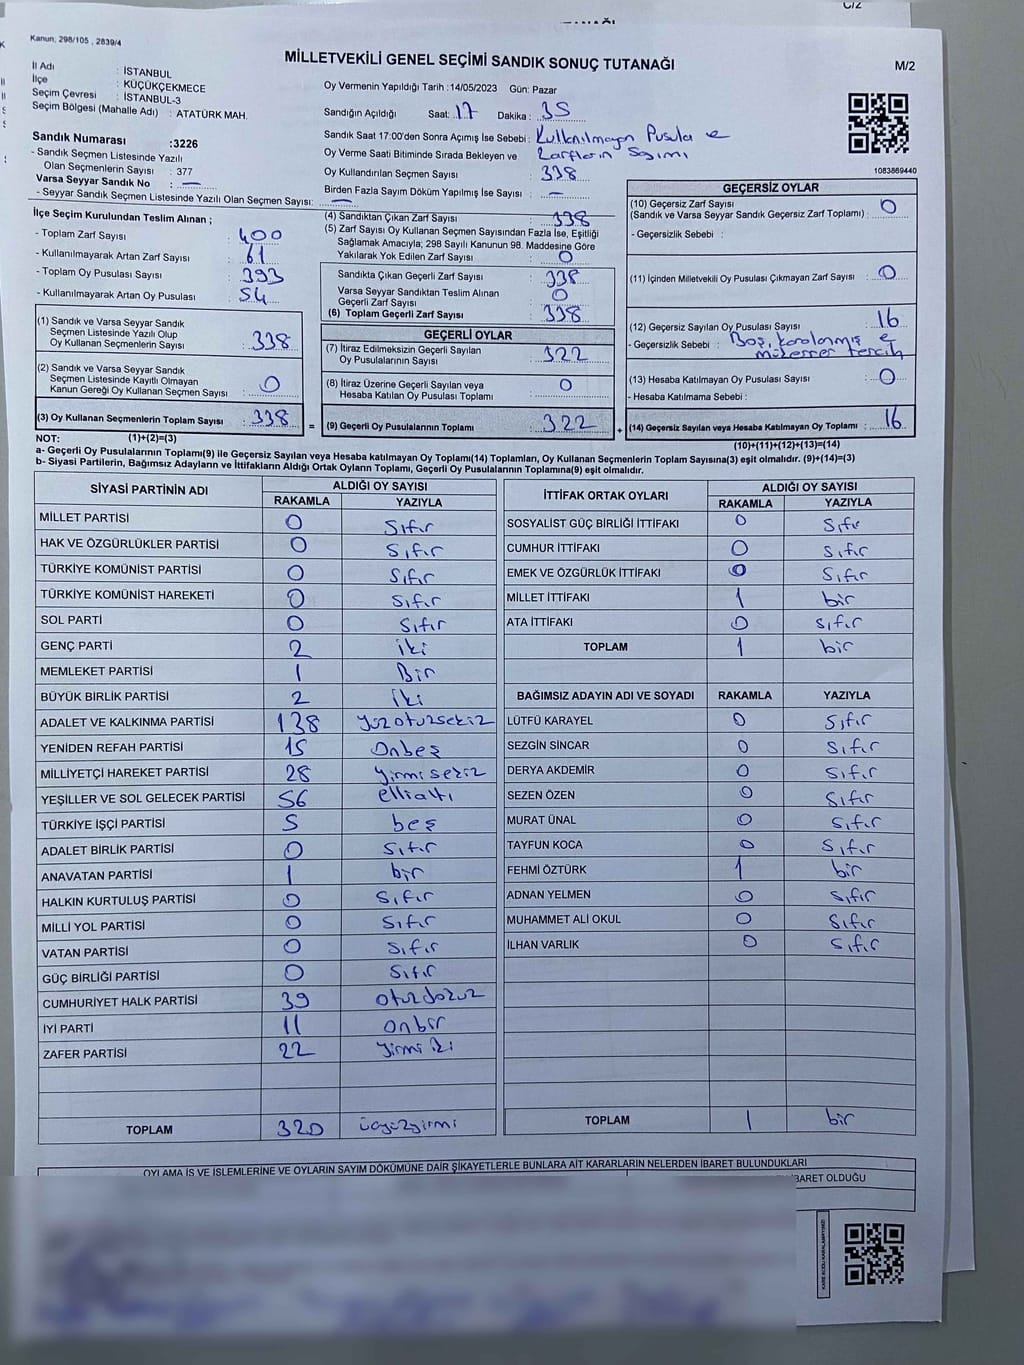 C/2
Kanun, 298/105 , 2839/4
MİLLETVEKİLİ GENEL SEÇİMİ SANDIK SONUÇ TUTANAĞI
M/2
İl Adı : İSTANBUL
İlçe : KÜÇÜKÇEKMECE
Seçim Çevresi : İSTANBUL-3
Seçim Bölgesi (Mahalle Adı) : ATATÜRK MAH.
Sandık Numarası :3226
- Sandık Seçmen Listesinde Yazılı
Olan Seçmenlerin Sayısı : 377
Varsa Seyyar Sandık No : —
- Seyyar Sandık Seçmen Listesinde Yazılı Olan Seçmen Sayısı: —
Oy Vermenin Yapıldığı Tarih :14/05/2023 Gün: Pazar
Sandığın Açıldığı Saat: 17 Dakika : 35
Sandık Saat 17:00'den Sonra Açımış İse Sebebi : Kullanılmayan Pusula ve
Oy Verme Saati Bitiminde Sırada Bekleyen ve Zarfların Sayımı
Oy Kullandırılan Seçmen Sayısı : 338
Birden Fazla Sayım Döküm Yapılmış İse Sayısı : —
1083869440
İlçe Seçim Kurulundan Teslim Alınan ;
- Toplam Zarf Sayısı : 400
- Kullanılmayarak Artan Zarf Sayısı : 61
- Toplam Oy Pusulası Sayısı : 393
- Kullanılmayarak Artan Oy Pusulası : 54
(1) Sandık ve Varsa Seyyar Sandık
Seçmen Listesinde Yazılı Olup
Oy Kullanan Seçmenlerin Sayısı : 338
(2) Sandık ve Varsa Seyyar Sandık
Seçmen Listesinde Kayıtlı Olmayan
Kanun Gereği Oy Kullanan Seçmen Sayısı : 0
(3) Oy Kullanan Seçmenlerin Toplam Sayısı : 338 =
(4) Sandıktan Çıkan Zarf Sayısı : 338
(5) Zarf Sayısı Oy Kullanan Seçmen Sayısından Fazla İse, Eşitliği
Sağlamak Amacıyla; 298 Sayılı Kanunun 98. Maddesine Göre
Yakılarak Yok Edilen Zarf Sayısı : 0
Sandıkta Çıkan Geçerli Zarf Sayısı : 338
Varsa Seyyar Sandıktan Teslim Alınan
Geçerli Zarf Sayısı : 0
(6) Toplam Geçerli Zarf Sayısı : 338
GEÇERLİ OYLAR
(7) İtiraz Edilmeksizin Geçerli Sayılan
Oy Pusulalarının Sayısı : 322
(8) İtiraz Üzerine Geçerli Sayılan veya
Hesaba Katılan Oy Pusulası Toplamı : 0
(9) Geçerli Oy Pusulalarının Toplamı : 322 +
GEÇERSİZ OYLAR
(10) Geçersiz Zarf Sayısı : 0
(Sandık ve Varsa Seyyar Sandık Geçersiz Zarf Toplamı)
- Geçersizlik Sebebi :
(11) İçinden Milletvekili Oy Pusulası Çıkmayan Zarf Sayısı : 0
(12) Geçersiz Sayılan Oy Pusulası Sayısı : 16
- Geçersizlik Sebebi : Boş, karalanmış ve
mükerrer tercih
(13) Hesaba Katılmayan Oy Pusulası Sayısı : 0
- Hesaba Katılmama Sebebi :
(14) Geçersiz Sayılan veya Hesaba Katılmayan Oy Toplamı : 16
NOT: (1)+(2)=(3)
(10)+(11)+(12)+(13)=(14)
a- Geçerli Oy Pusulalarının Toplamı(9) ile Geçersiz Sayılan veya Hesaba katılmayan Oy Toplamı(14) Toplamları, Oy Kullanan Seçmenlerin Toplam Sayısına(3) eşit olmalıdır. (9)+(14)=(3)
b- Siyasi Partilerin, Bağımsız Adayların ve İttifakların Aldığı Ortak Oyların Toplamı, Geçerli Oy Pusulalarının Toplamına(9) eşit olmalıdır.
SİYASİ PARTİNİN ADI ALDIĞI OY SAYISI
RAKAMLA YAZIYLA
MİLLET PARTİSİ 0 Sıfır
HAK VE ÖZGÜRLÜKLER PARTİSİ 0 Sıfır
TÜRKİYE KOMÜNİST PARTİSİ 0 Sıfır
TÜRKİYE KOMÜNİST HAREKETİ 0 Sıfır
SOL PARTİ 0 Sıfır
GENÇ PARTİ 2 iki
MEMLEKET PARTİSİ 1 Bir
BÜYÜK BİRLİK PARTİSİ 2 iki
ADALET VE KALKINMA PARTİSİ 138 yüzotuzsekiz
YENİDEN REFAH PARTİSİ 15 Onbeş
MİLLİYETÇİ HAREKET PARTİSİ 28 yirmisekiz
YEŞİLLER VE SOL GELECEK PARTİSİ 56 ellialtı
TÜRKİYE İŞÇİ PARTİSİ 5 beş
ADALET BİRLİK PARTİSİ 0 Sıfır
ANAVATAN PARTİSİ 1 bir
HALKIN KURTULUŞ PARTİSİ 0 Sıfır
MİLLİ YOL PARTİSİ 0 Sıfır
VATAN PARTİSİ 0 Sıfır
GÜÇ BİRLİĞİ PARTİSİ 0 Sıfır
CUMHURİYET HALK PARTİSİ 39 otuzdokuz
İYİ PARTİ 11 onbir
ZAFER PARTİSİ 22 yirmi iki
TOPLAM 320 üçyüzyirmi
İTTİFAK ORTAK OYLARI ALDIĞI OY SAYISI
RAKAMLA YAZIYLA
SOSYALİST GÜÇ BİRLİĞİ İTTİFAKI 0 Sıfır
CUMHUR İTTİFAKI 0 Sıfır
EMEK VE ÖZGÜRLÜK İTTİFAKI 0 Sıfır
MİLLET İTTİFAKI 1 bir
ATA İTTİFAKI 0 Sıfır
TOPLAM 1 bir
BAĞIMSIZ ADAYIN ADI VE SOYADI RAKAMLA YAZIYLA
LÜTFÜ KARAYEL 0 Sıfır
SEZGİN SİNCAR 0 Sıfır
DERYA AKDEMİR 0 Sıfır
SEZEN ÖZEN 0 Sıfır
MURAT ÜNAL 0 Sıfır
TAYFUN KOCA 0 Sıfır
FEHMİ ÖZTÜRK 1 bir
ADNAN YELMEN 0 Sıfır
MUHAMMET ALİ OKUL 0 Sıfır
İLHAN VARLIK 0 Sıfır
TOPLAM 1 bir
OYLAMA İŞ VE İŞLEMLERİNE VE OYLARIN SAYIM DÖKÜMÜNE DAİR ŞİKAYETLERLE BUNLARA AİT KARARLARIN NELERDEN İBARET BULUNDUKLARI
İBARET OLDUĞU